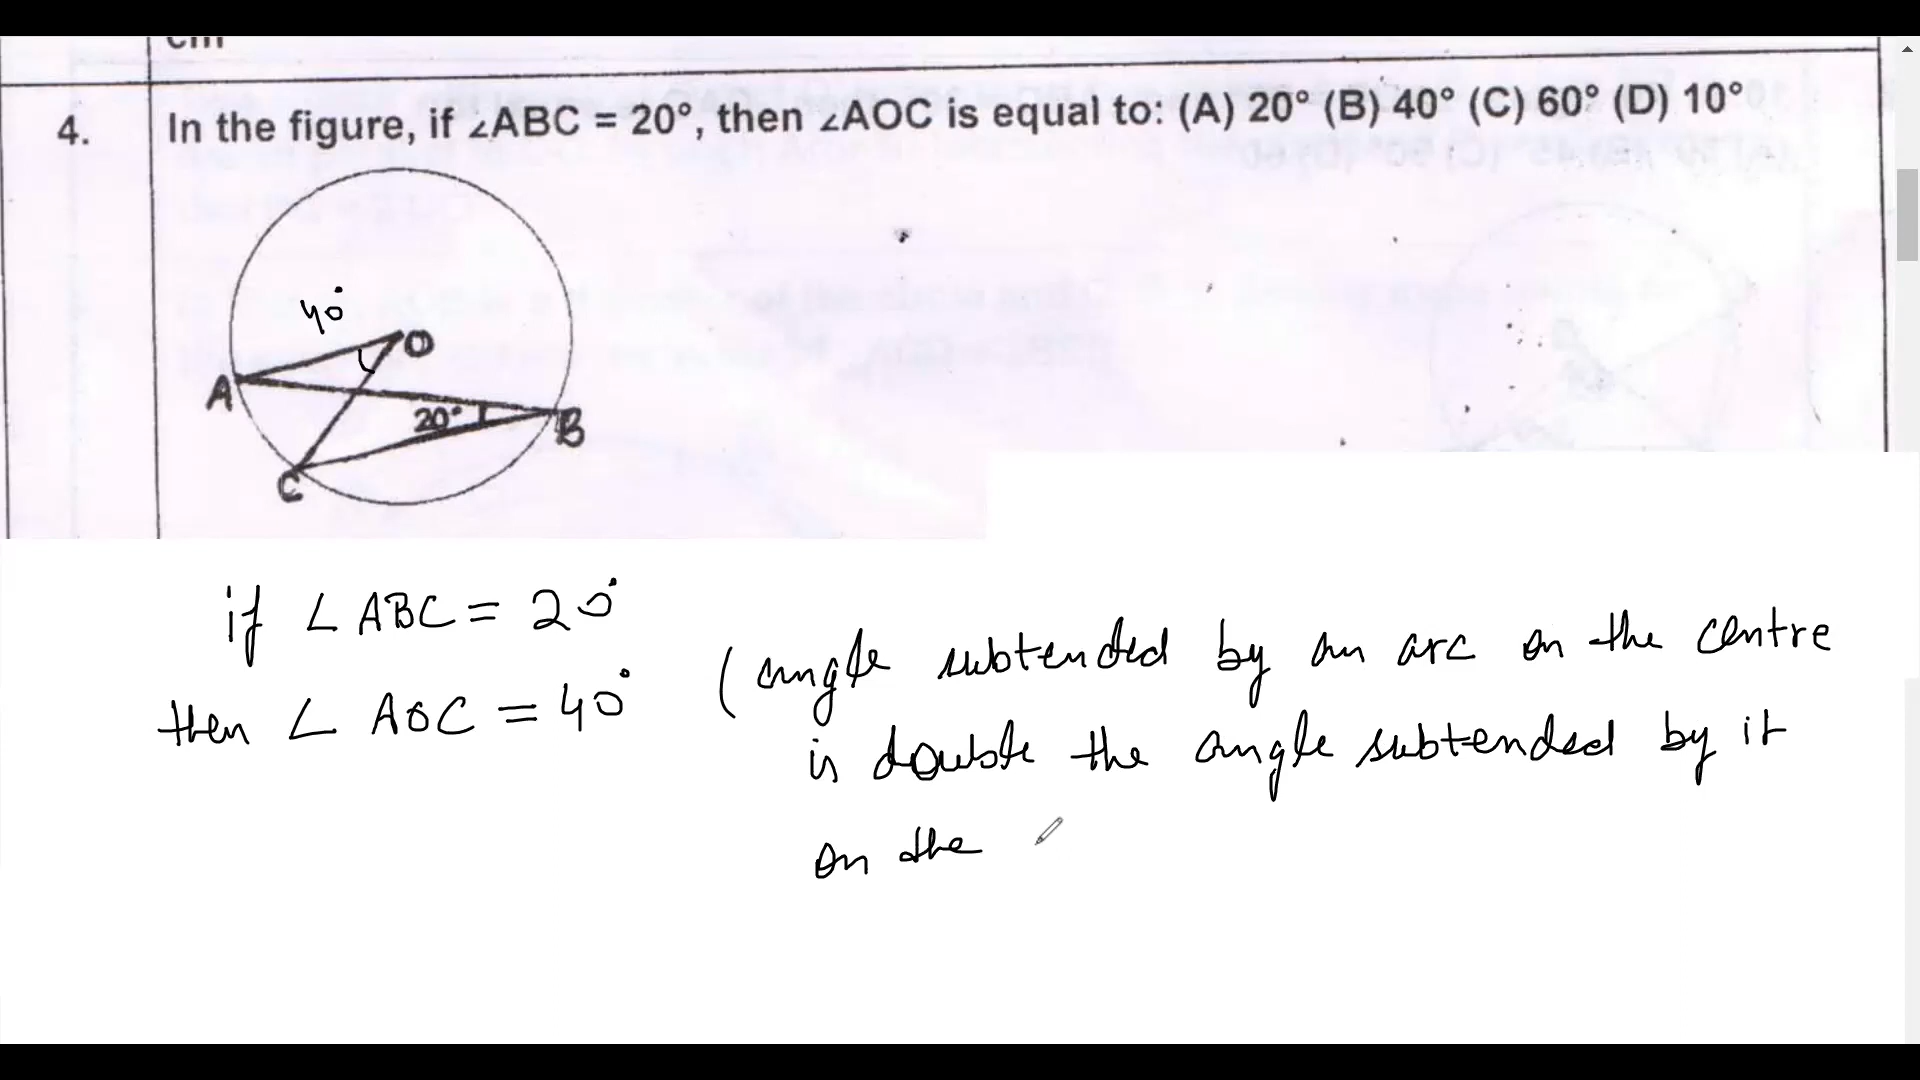 cm
4. In the figure, if ∠ABC = 20°, then ∠AOC is equal to: (A) 20° (B) 40° (C) 60° (D) 10°
40°
O
A
20°
B
C
if ∠ ABC = 20°
then ∠ AOC = 40°
(angle subtended by an arc on the centre
is double the angle subtended by it
on the